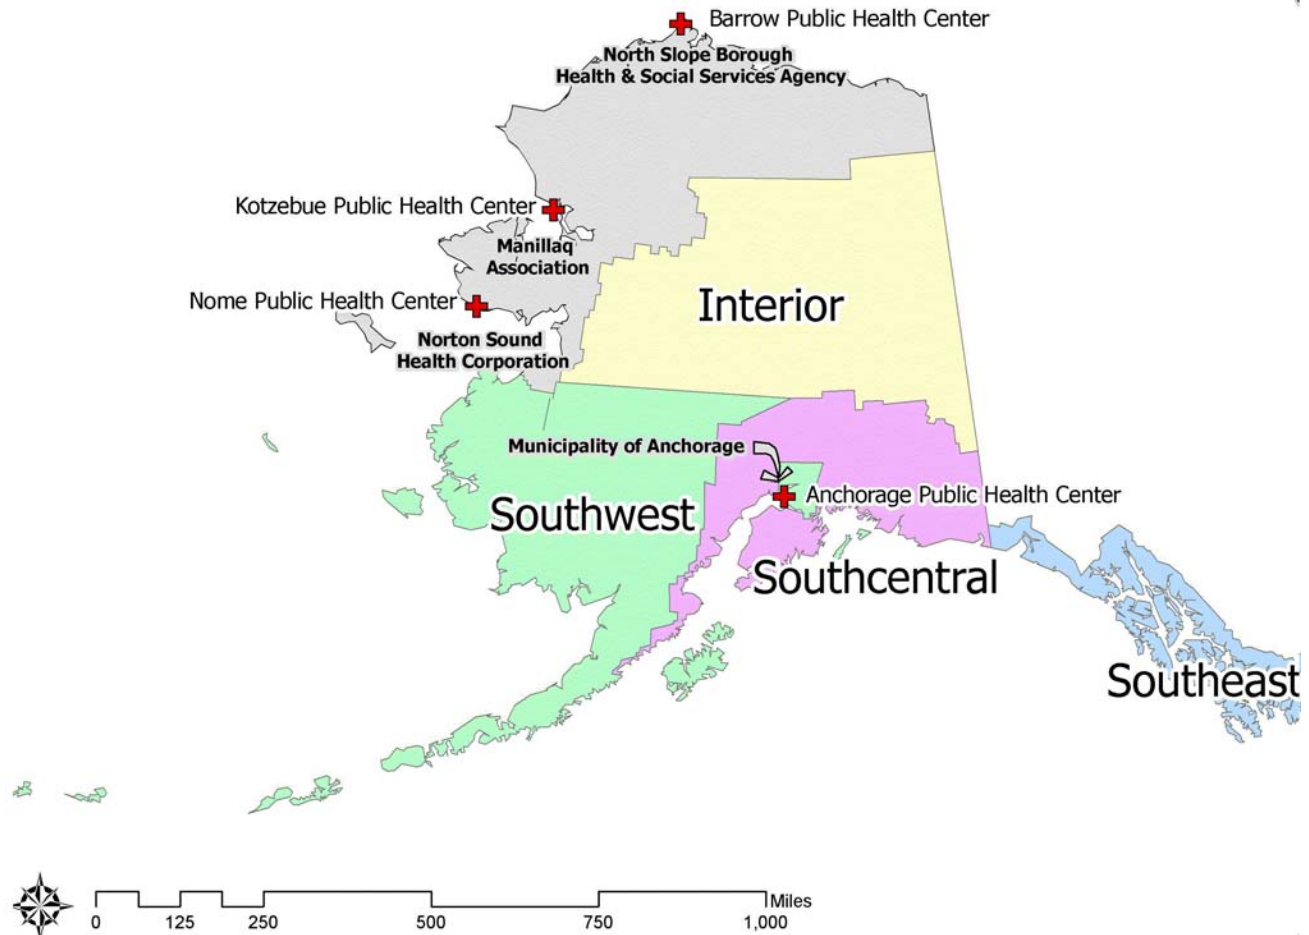 Barrow Public Health Center
North Slope Borough
Health & Social Services Agency
Kotzebue Public Health Center
Manillaq
Association
Nome Public Health Center
Interior
Norton Sound
Health Corporation
Municipality of Anchorage
Anchorage Public Health Center
Southwest
Southcentral
Southeast
Miles
0 125 250 500 750 1,000